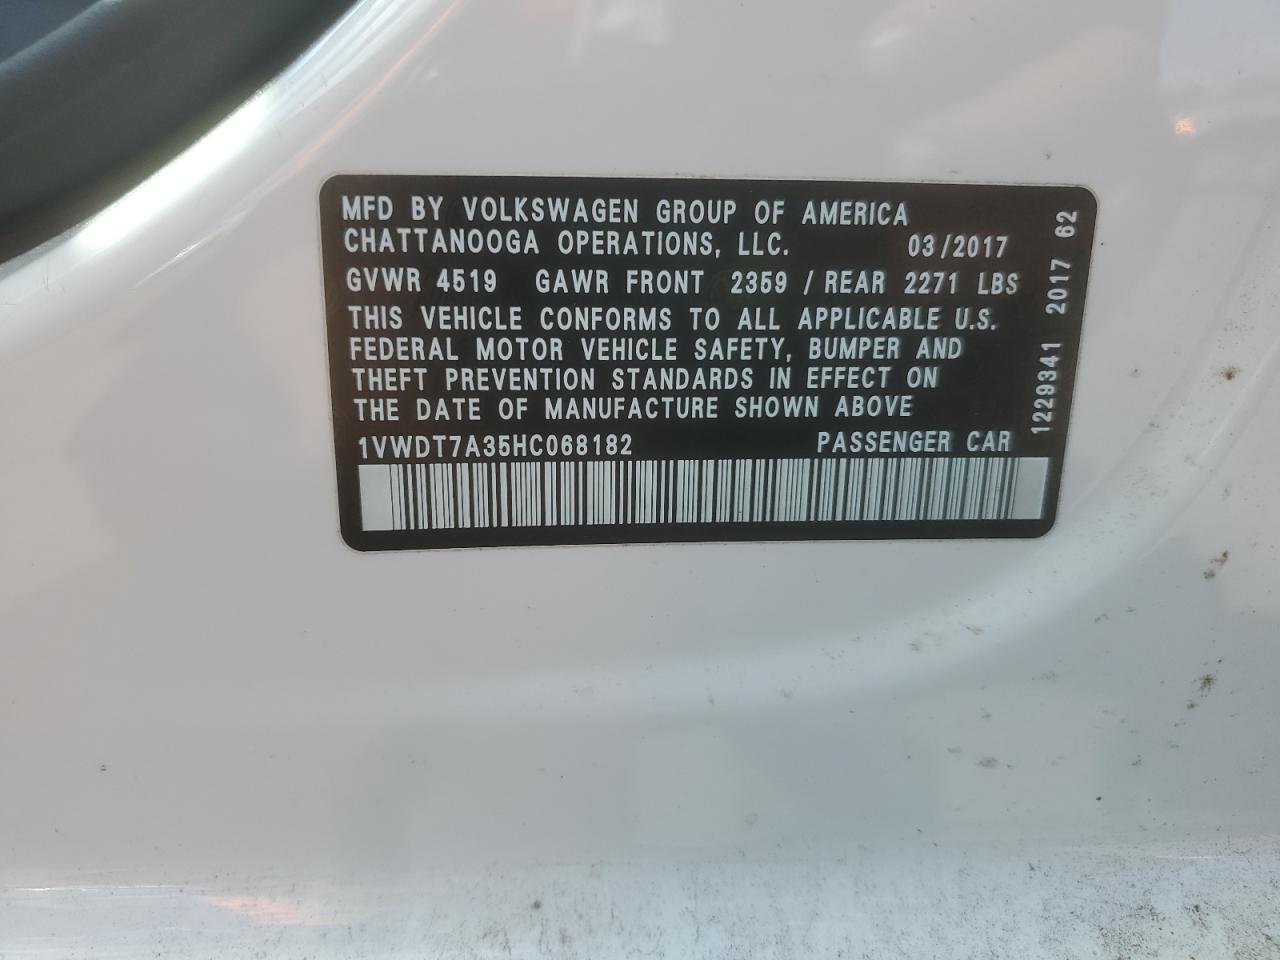 MFD BY VOLKSWAGEN GROUP OF AMERICA
CHATTANOOGA OPERATIONS, LLC. 03/2017
GVWR 4519 GAWR FRONT 2359 / REAR 2271 LBS
THIS VEHICLE CONFORMS TO ALL APPLICABLE U.S.
FEDERAL MOTOR VEHICLE SAFETY, BUMPER AND
THEFT PREVENTION STANDARDS IN EFFECT ON
THE DATE OF MANUFACTURE SHOWN ABOVE
1VWDT7A35HC068182 PASSENGER CAR
1229341 2017 62